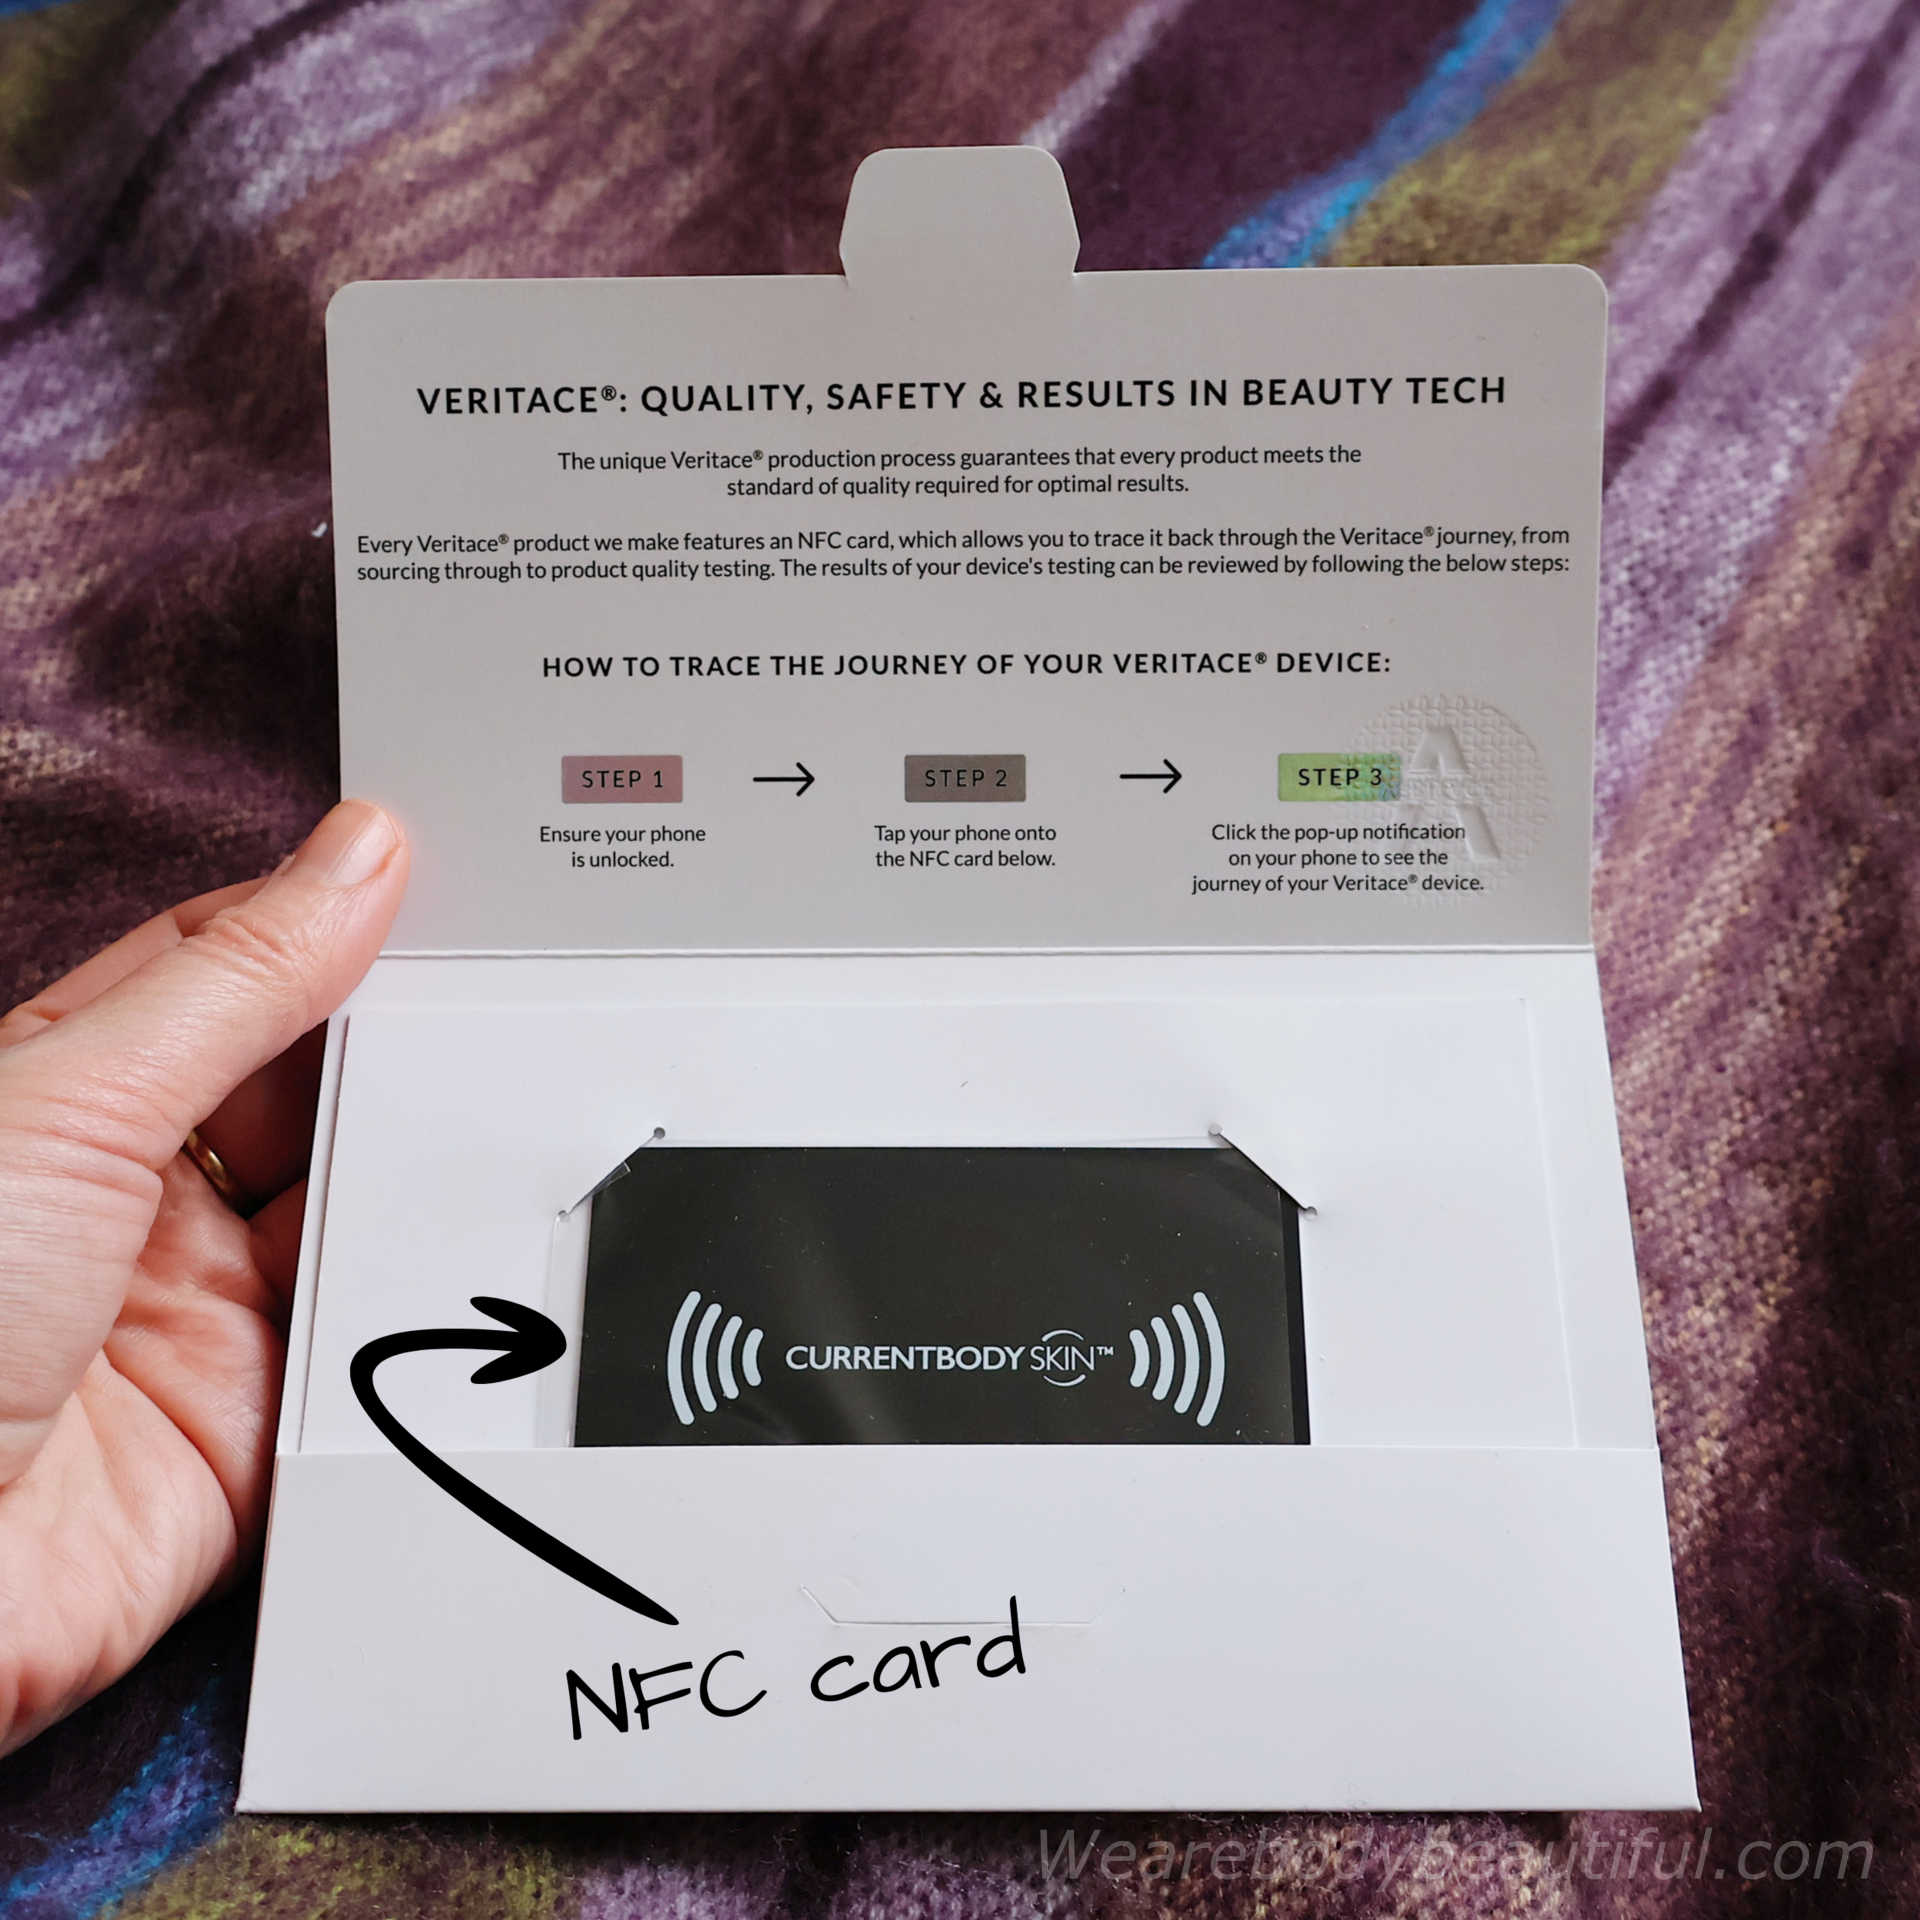 VERITACE®: QUALITY, SAFETY & RESULTS IN BEAUTY TECH
The unique Veritace® production process guarantees that every product meets the
standard of quality required for optimal results.
Every Veritace® product we make features an NFC card, which allows you to trace it back through the Veritace® journey, from
sourcing through to product quality testing. The results of your device's testing can be reviewed by following the below steps:
HOW TO TRACE THE JOURNEY OF YOUR VERITACE® DEVICE:
STEP 1
Ensure your phone
is unlocked.
STEP 2
Tap your phone onto
the NFC card below.
STEP 3
Click the pop-up notification
on your phone to see the
journey of your Veritace® device.
CURRENTBODY SKIN™
NFC card
Wearebodybeautiful.com